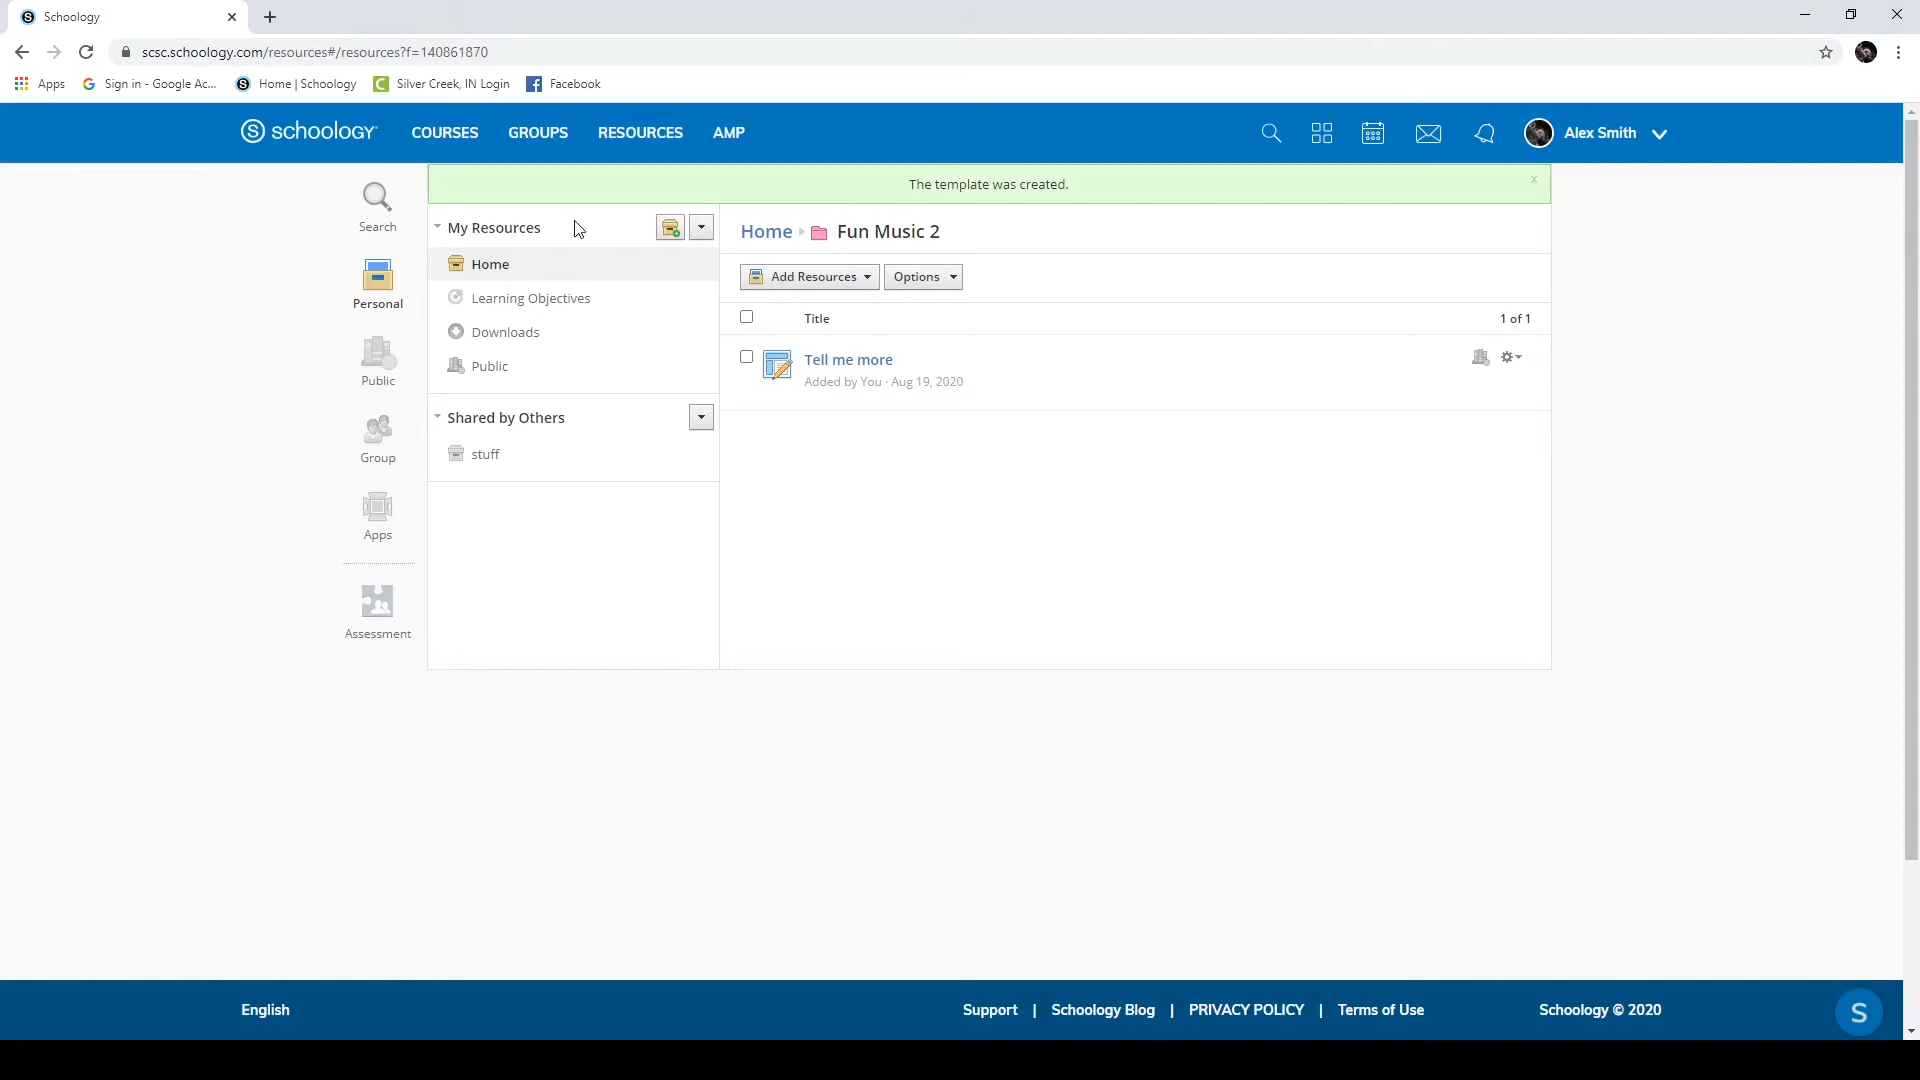 Schoology
scsc.schoology.com/resources#/resources?f=140861870
Apps
Sign in - Google Ac...
Home | Schoology
Silver Creek, IN Login
Facebook
schoology
COURSES
GROUPS
RESOURCES
AMP
Alex Smith
The template was created.
x
Search
Personal
Public
Group
Apps
Assessment
My Resources
Home
Learning Objectives
Downloads
Public
Shared by Others
stuff
Home
Fun Music 2
Add Resources
Options
Title
1 of 1
Tell me more
Added by You · Aug 19, 2020
English
Support | Schoology Blog | PRIVACY POLICY | Terms of Use
Schoology © 2020
S